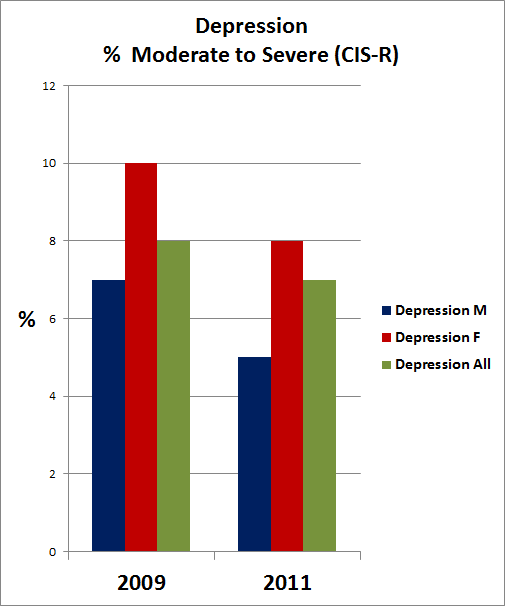 Depression
% Moderate to Severe (CIS-R)
12
10
8
6
4
2
0
%
2009
2011
Depression M
Depression F
Depression All